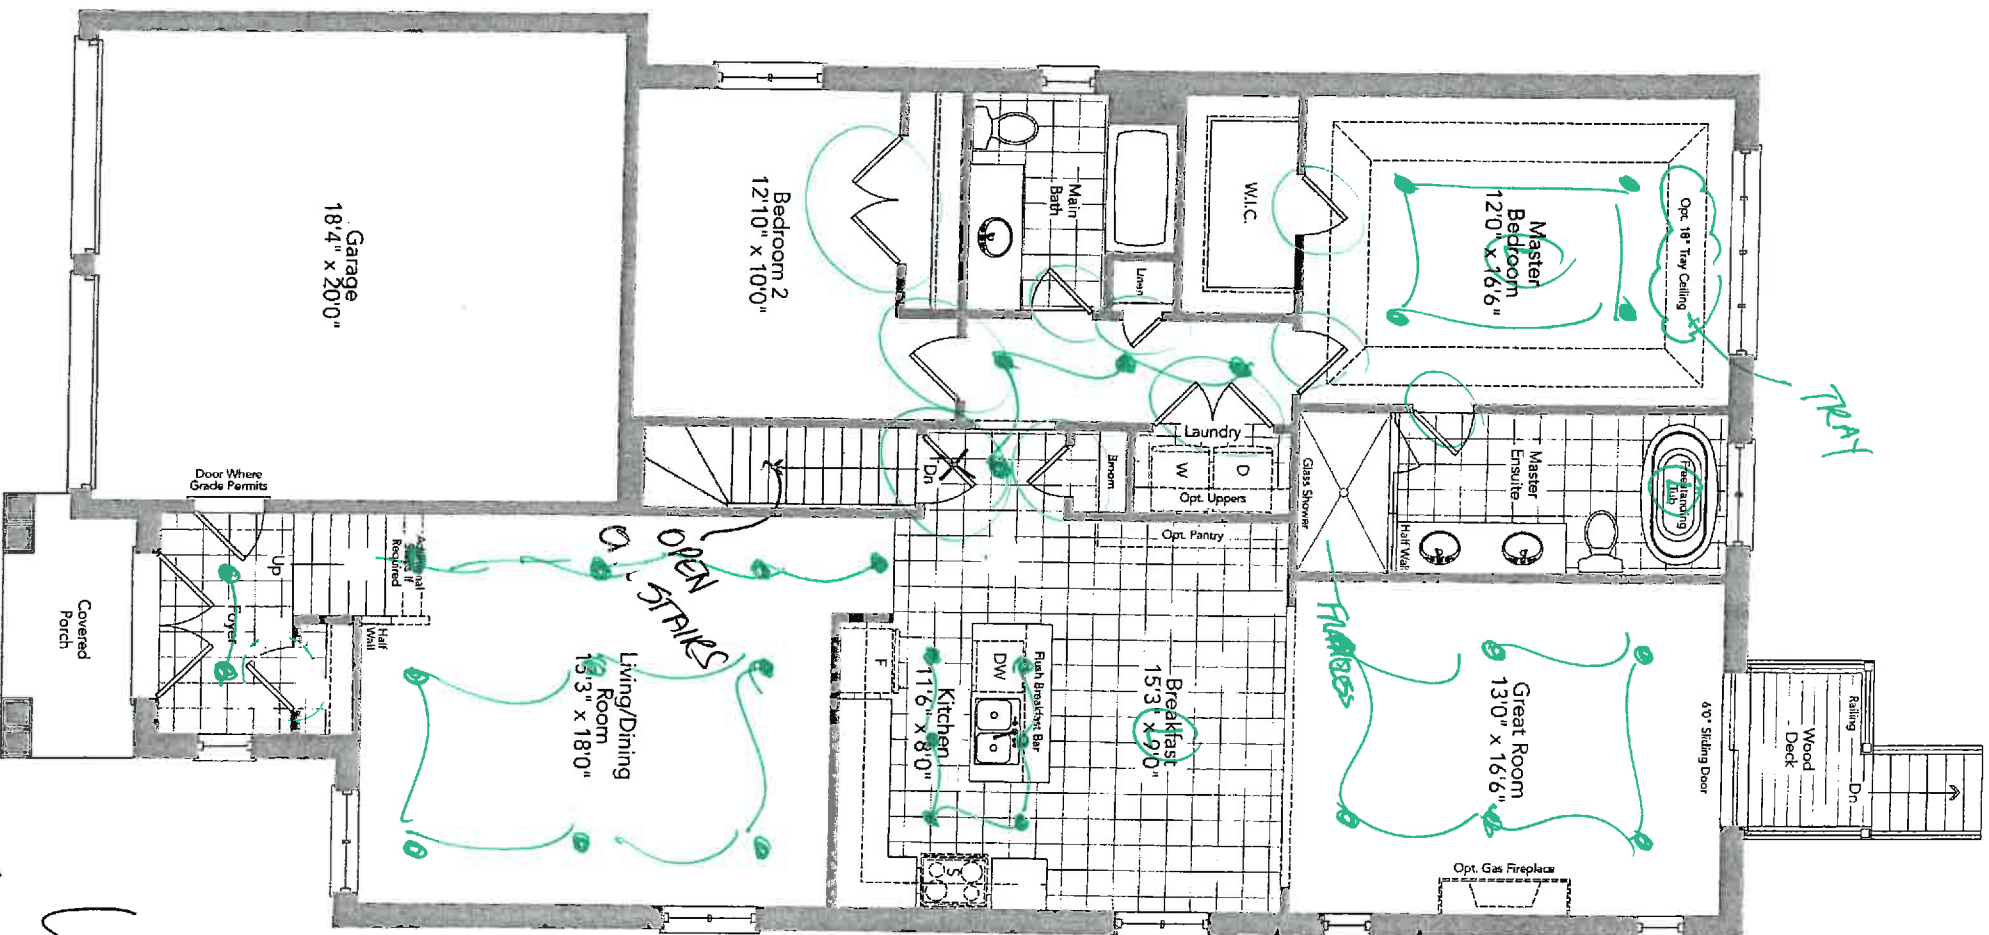 Garage
18'4" x 20'0"
Door Where
Grade Permits
Covered
Porch
Foyer
Up
Additional
Required
Half
Wall
Living/Dining
Room
15'3" x 18'0"
OPEN
STAIRS
Dn
Bedroom 2
12'10" x 10'0"
Main
Bath
Linen
W.I.C.
Master
Bedroom
12'0" x 16'6"
Opt. 18" Tray Ceiling
TRAY
Laundry
W
D
Opt. Uppers
Broom
Opt. Pantry
Glass Shower
Master
Ensuite
Freestanding
Tub
Half Wall
Kitchen
11'6" x 8'0"
F
DW
Flush Breakfast Bar
S
Breakfast
15'3" x 9'0"
Great Room
13'0" x 16'6"
Opt. Gas Fireplace
6'0" Sliding Door
Wood
Deck
Railing
Dn